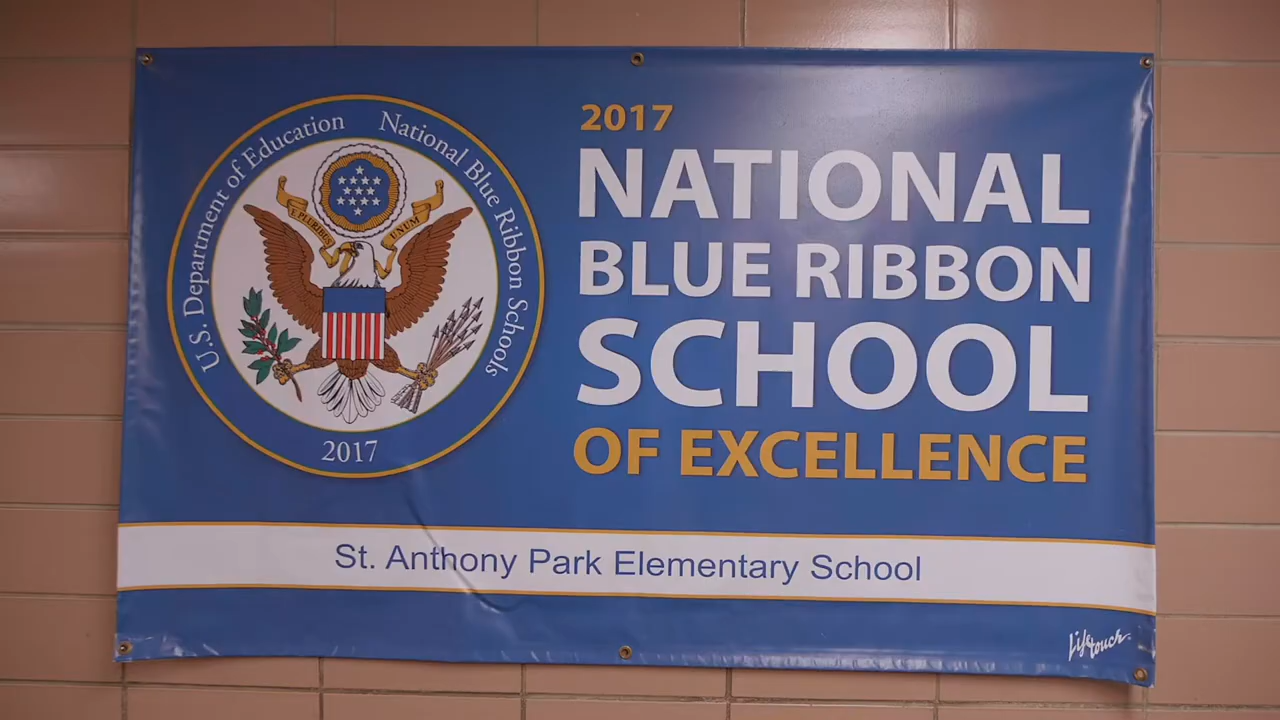 U.S. Department of Education National Blue Ribbon Schools
E PLURIBUS UNUM
2017
2017
NATIONAL
BLUE RIBBON
SCHOOL
OF EXCELLENCE
St. Anthony Park Elementary School
Lifetouch